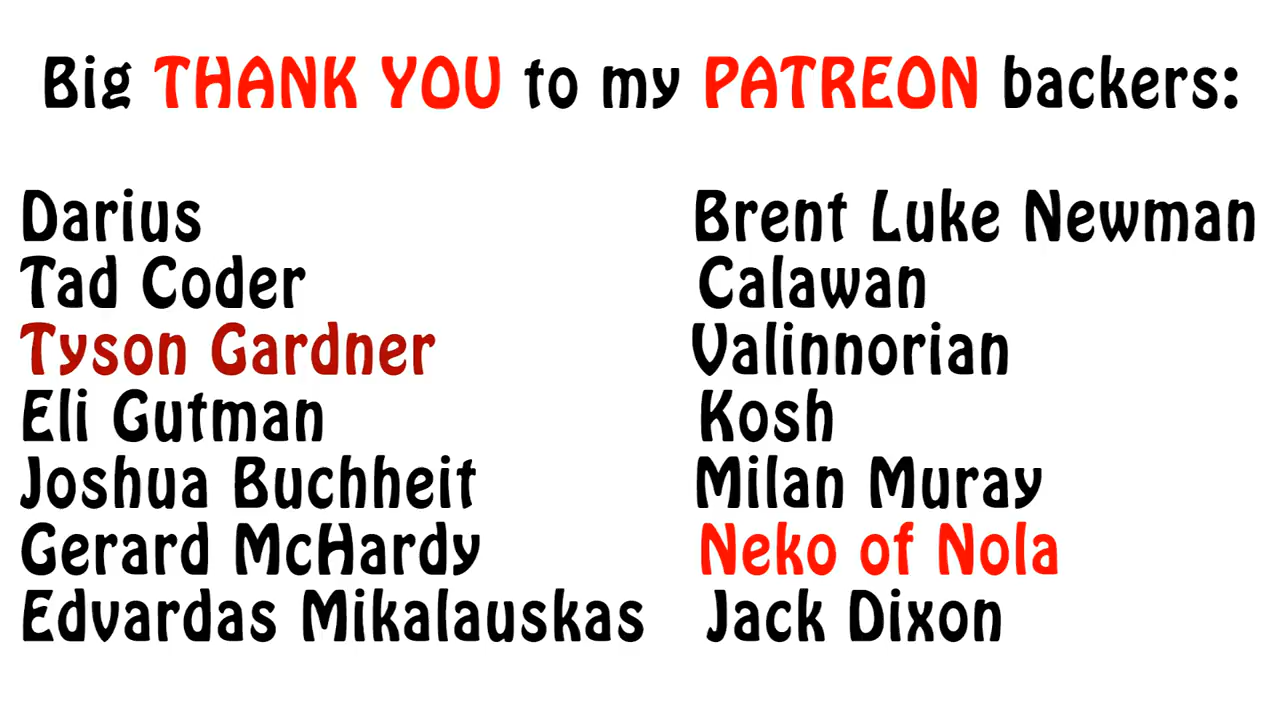 Big THANK YOU to my PATREON backers:
Darius
Tad Coder
Tyson Gardner
Eli Gutman
Joshua Buchheit
Gerard McHardy
Edvardas Mikalauskas
Brent Luke Newman
Calawan
Valinnorian
Kosh
Milan Muray
Neko of Nola
Jack Dixon